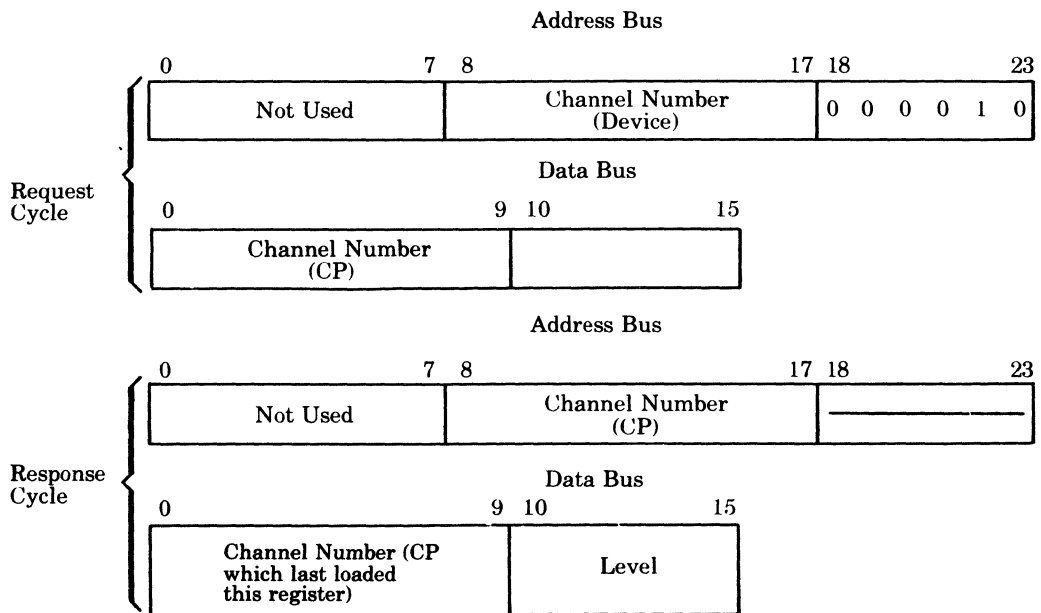 Address Bus
0 7 8 17 18 23
Not Used
Channel Number
(Device)
0 0 0 0 1 0
Request
Cycle
Data Bus
0 9 10 15
Channel Number
(CP)
Address Bus
0 7 8 17 18 23
Not Used
Channel Number
(CP)
Response
Cycle
Data Bus
0 9 10 15
Channel Number (CP
which last loaded
this register)
Level